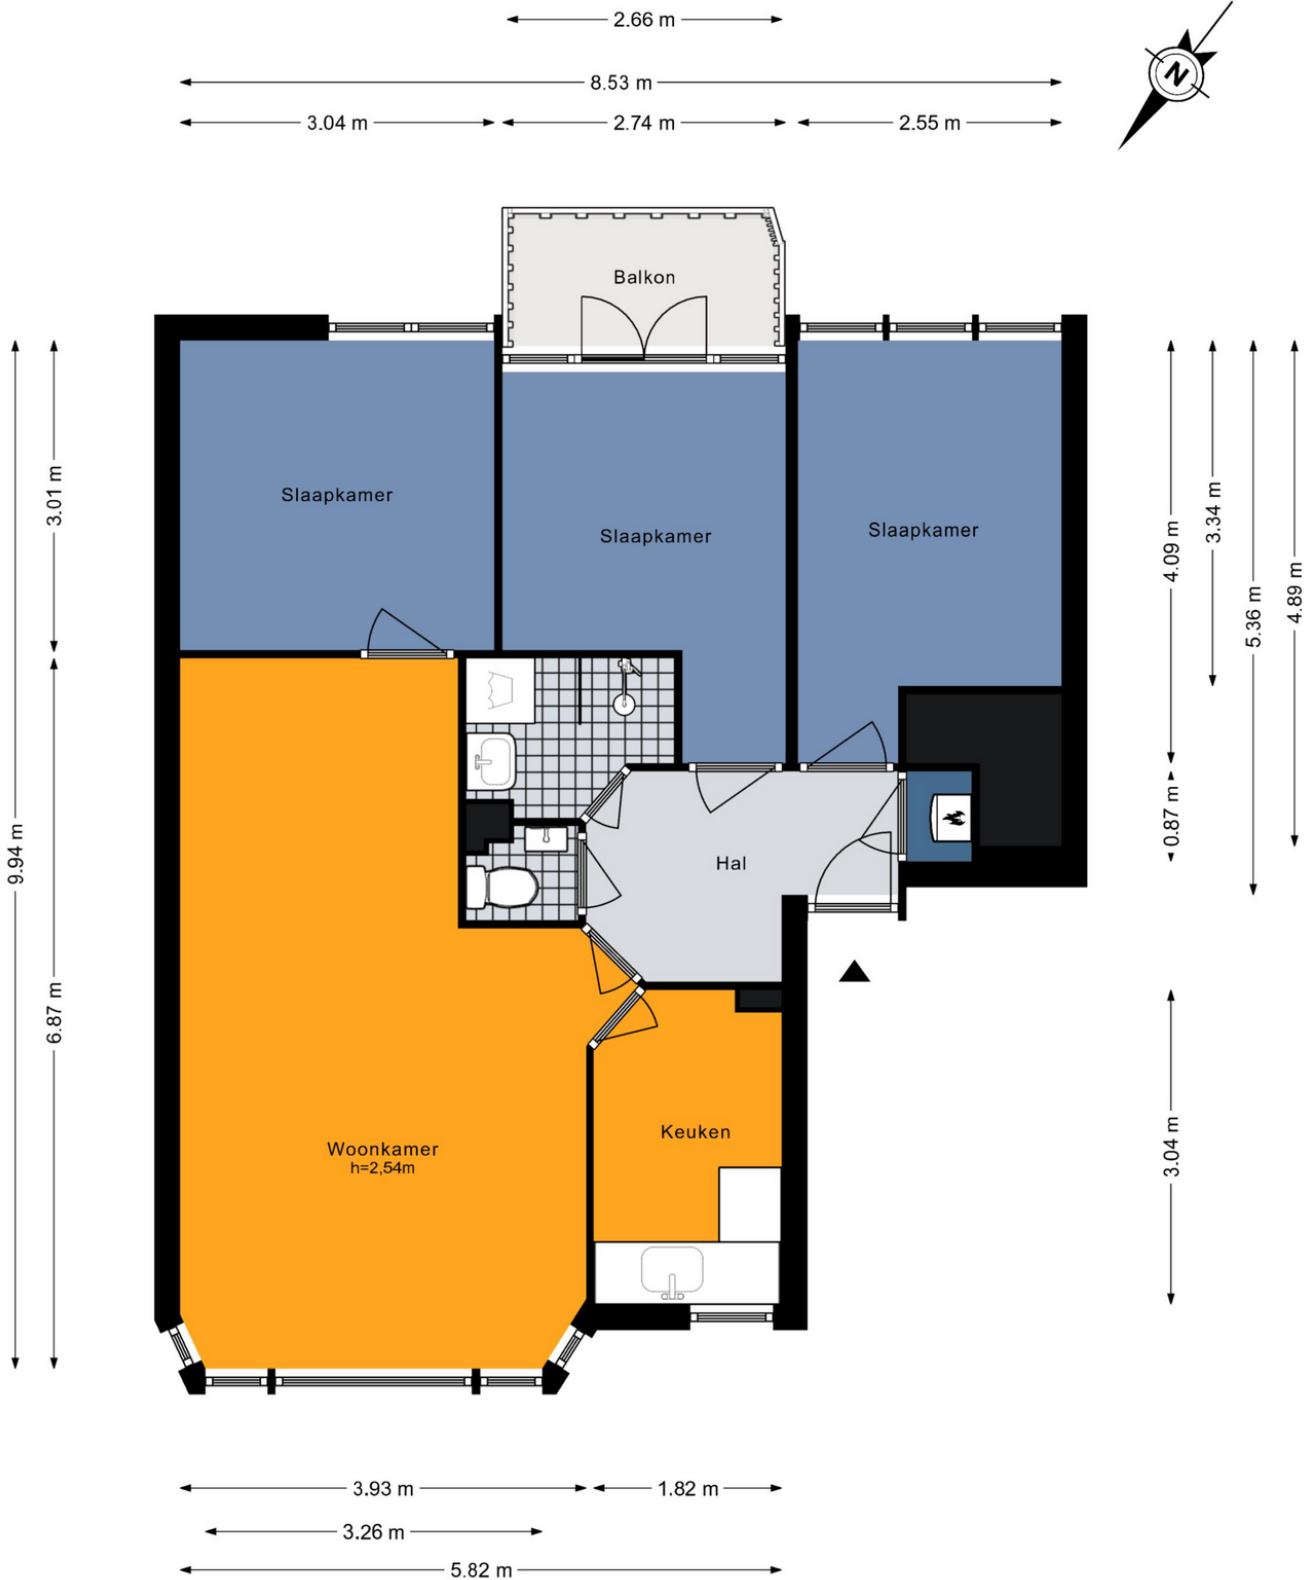 2.66 m
8.53 m
3.04 m
2.74 m
2.55 m
N
Balkon
Slaapkamer
Slaapkamer
Slaapkamer
3.01 m
9.94 m
6.87 m
4.09 m
3.34 m
5.36 m
4.89 m
0.87 m
Hal
Keuken
Woonkamer
h=2,54m
3.04 m
3.93 m
1.82 m
3.26 m
5.82 m